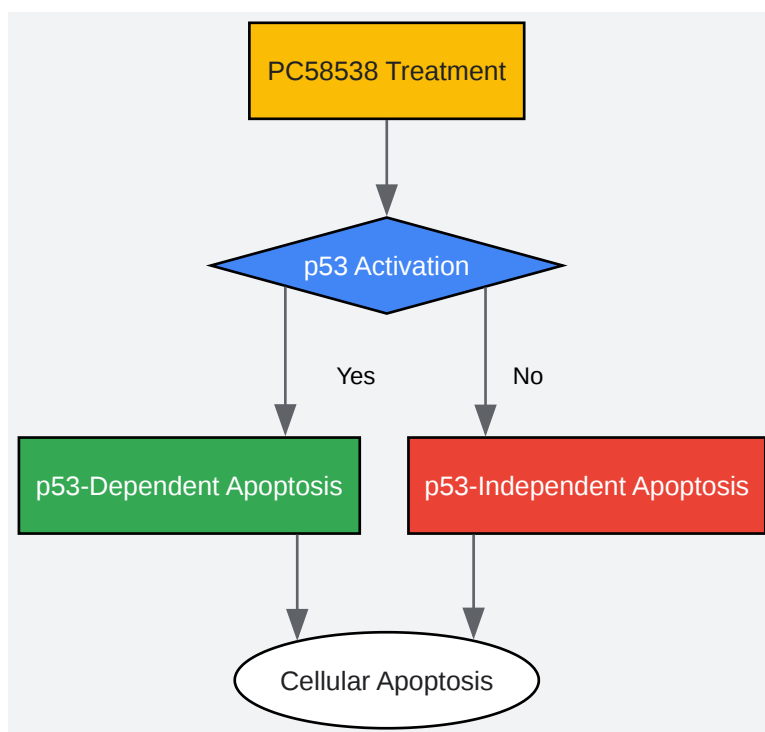 PC58538 Treatment
p53 Activation
Yes
No
p53-Dependent Apoptosis
p53-Independent Apoptosis
Cellular Apoptosis